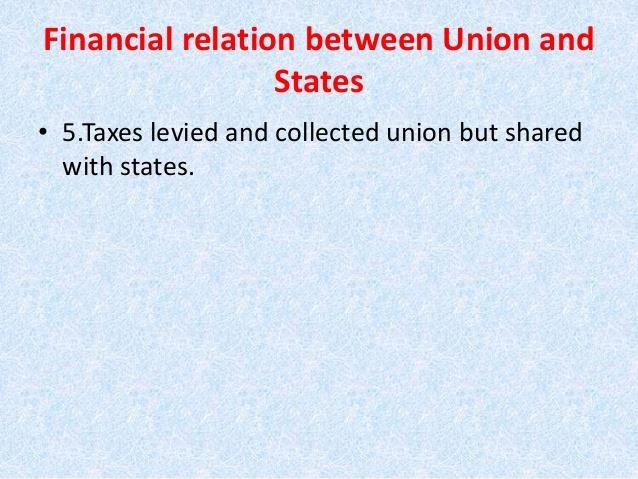 Financial relation between Union and
States
• 5.Taxes levied and collected union but shared
with states.